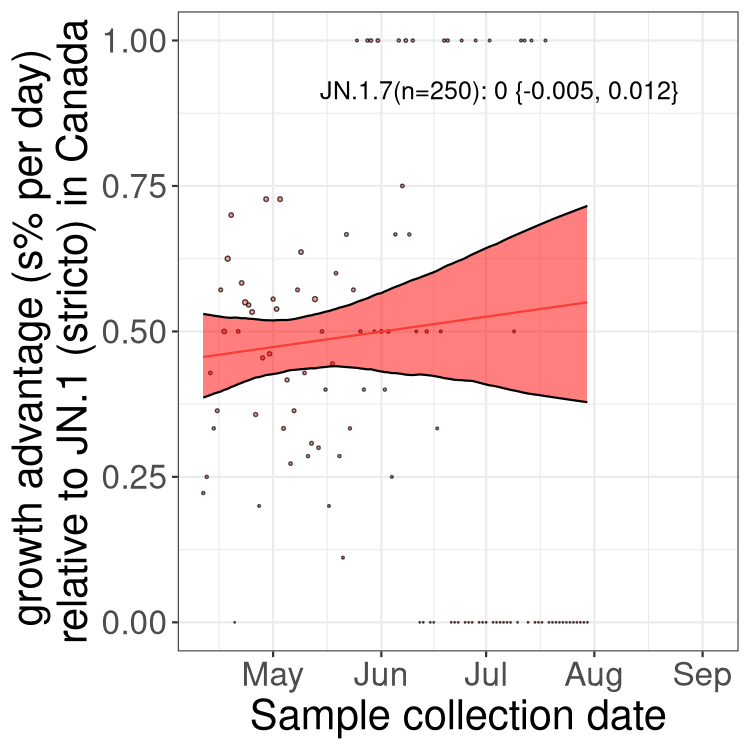 growth advantage (s% per day)
relative to JN.1 (stricto) in Canada
1.00
0.75
0.50
0.25
0.00
JN.1.7(n=250): 0 {-0.005, 0.012}
May Jun Jul Aug Sep
Sample collection date